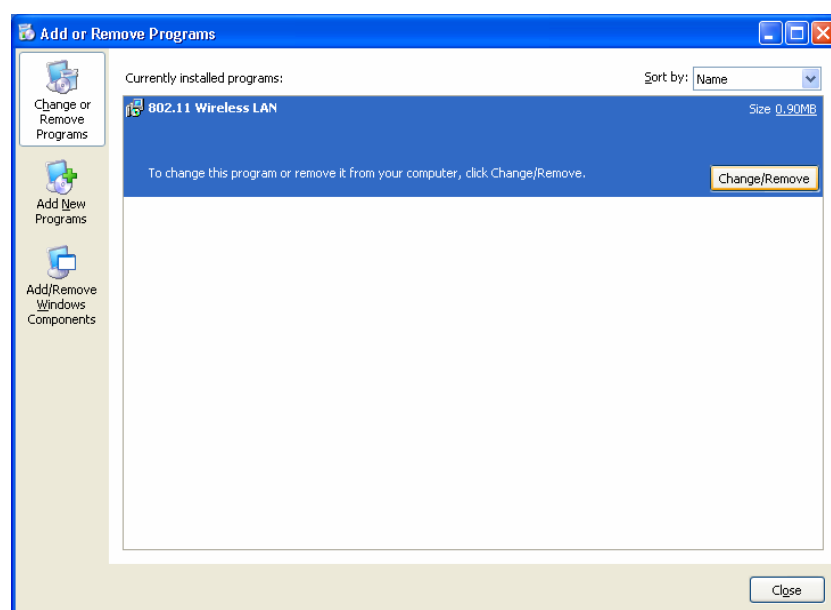 Add or Remove Programs
Change or
Remove
Programs
Add New
Programs
Add/Remove
Windows
Components
Currently installed programs:
Sort by: Name
802.11 Wireless LAN
Size 0.90MB
To change this program or remove it from your computer, click Change/Remove.
Change/Remove
Close